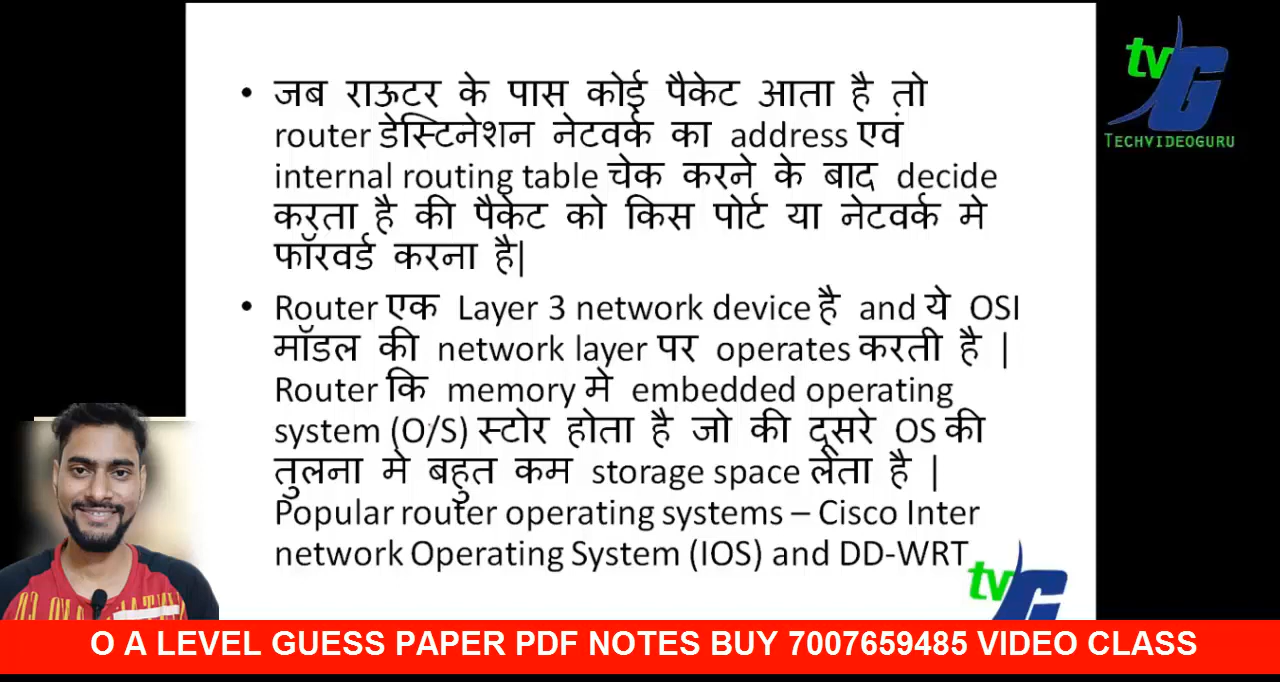 • जब राऊटर के पास कोई पैकेट आता है तो
router डेस्टिनेशन नेटवर्क का address एवं
internal routing table चेक करने के बाद decide
करता है की पैकेट को किस पोर्ट या नेटवर्क मे
फॉरवर्ड करना है|
• Router एक Layer 3 network device है and ये OSI
मॉडल की network layer पर operates करती है |
Router कि memory मे embedded operating
system (O/S) स्टोर होता है जो की दूसरे OS की
तुलना मे बहुत कम storage space लेता है |
Popular router operating systems – Cisco Inter
network Operating System (IOS) and DD-WRT
tvG
TECHVIDEOGURU
tvG
O A LEVEL GUESS PAPER PDF NOTES BUY 7007659485 VIDEO CLASS